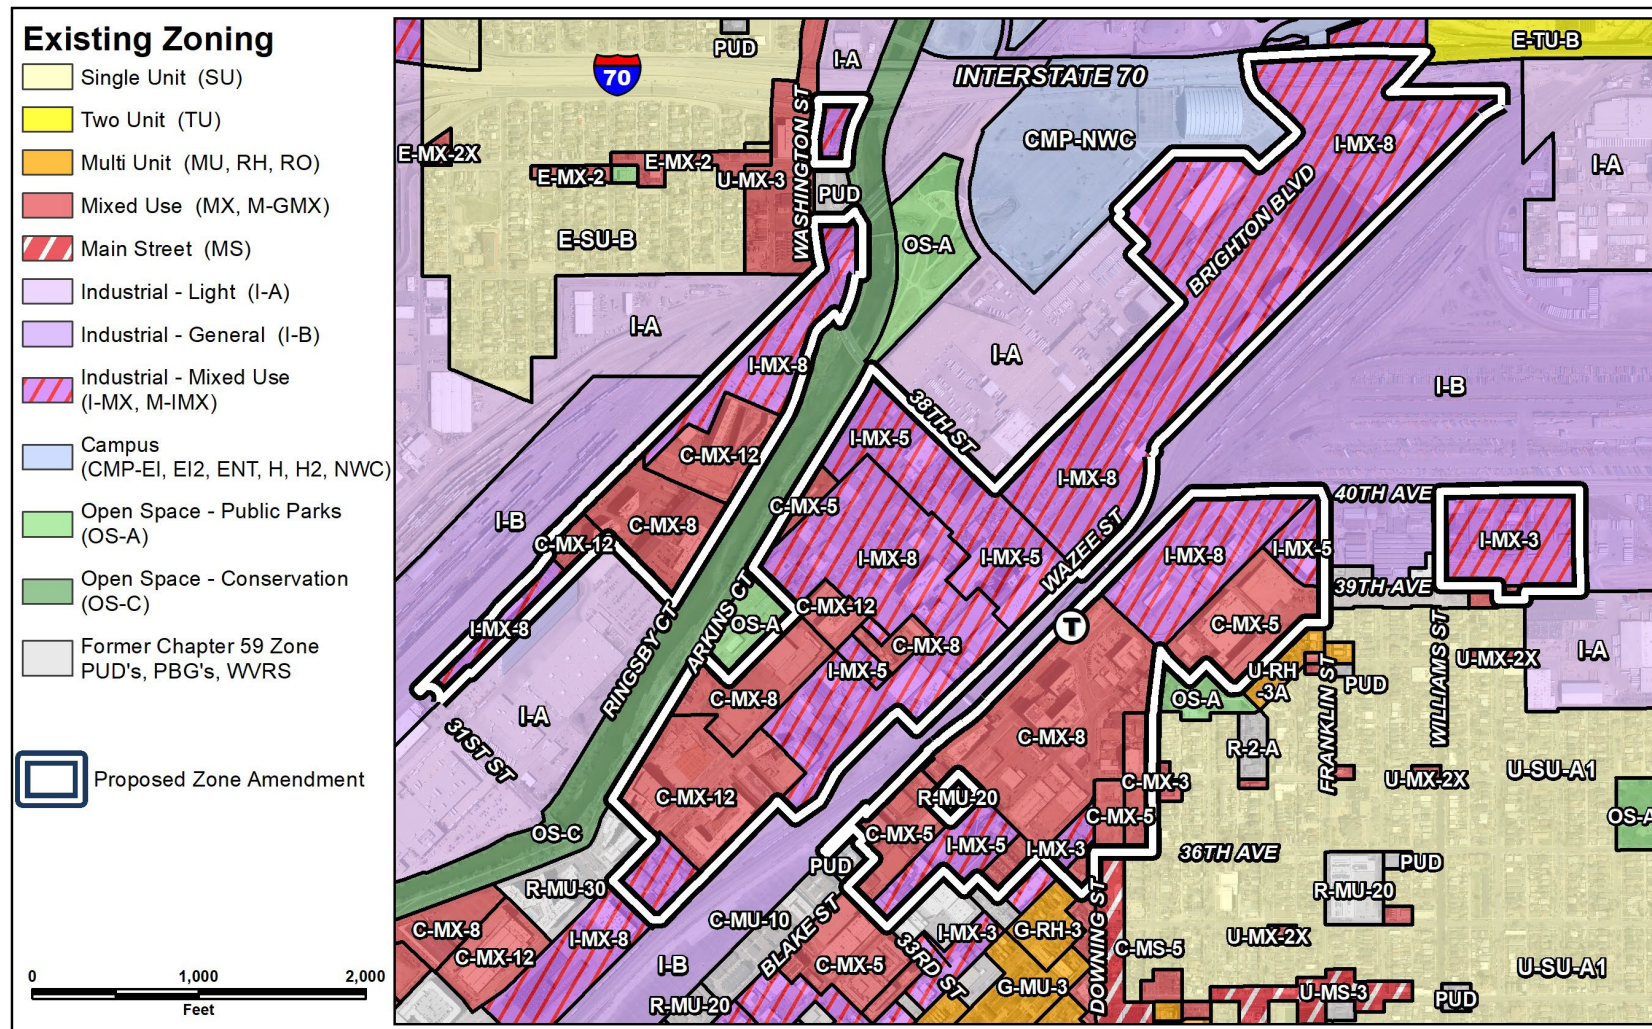 Existing Zoning
Single Unit (SU)
Two Unit (TU)
Multi Unit (MU, RH, RO)
Mixed Use (MX, M-GMX)
Main Street (MS)
Industrial - Light (I-A)
Industrial - General (I-B)
Industrial - Mixed Use
(I-MX, M-IMX)
Campus
(CMP-EI, EI2, ENT, H, H2, NWC)
Open Space - Public Parks
(OS-A)
Open Space - Conservation
(OS-C)
Former Chapter 59 Zone
PUD's, PBG's, WVRS
Proposed Zone Amendment
0 1,000 2,000
Feet
PUD
I-A
E-TU-B
70
INTERSTATE 70
WASHINGTON ST
CMP-NWC
I-MX-8
E-MX-2X
E-MX-2
E-MX-2
U-MX-3
PUD
I-A
BRIGHTON BLVD
E-SU-B
OS-A
I-A
I-A
I-MX-8
I-B
38TH ST
I-MX-5
C-MX-12
I-MX-8
C-MX-5
40TH AVE
I-B
C-MX-8
C-MX-12
I-MX-8
I-MX-5
WAZEE ST
I-MX-8
I-MX-5
I-MX-3
39TH AVE
I-MX-8
RINGSBY CT
ARKINS CT
OS-A
C-MX-12
C-MX-8
T
C-MX-5
WILLIAMS ST
I-A
U-MX-2X
I-MX-5
C-MX-8
U-RH
-3A
FRANKLIN ST
PUD
OS-A
I-A
31ST ST
C-MX-8
R-2-A
C-MX-3
U-MX-2X
U-SU-A1
C-MX-12
R-MU-20
C-MX-5
OS-A
OS-C
C-MX-5
I-MX-5
I-MX-3
36TH AVE
PUD
PUD
R-MU-30
R-MU-20
C-MU-10
BLAKE ST
DOWNING ST
C-MX-8
I-MX-8
I-MX-3
G-RH-3
C-MX-12
U-MX-2X
C-MS-5
I-B
C-MX-5
33RD ST
U-SU-A1
G-MU-3
U-MS-3
PUD
R-MU-20